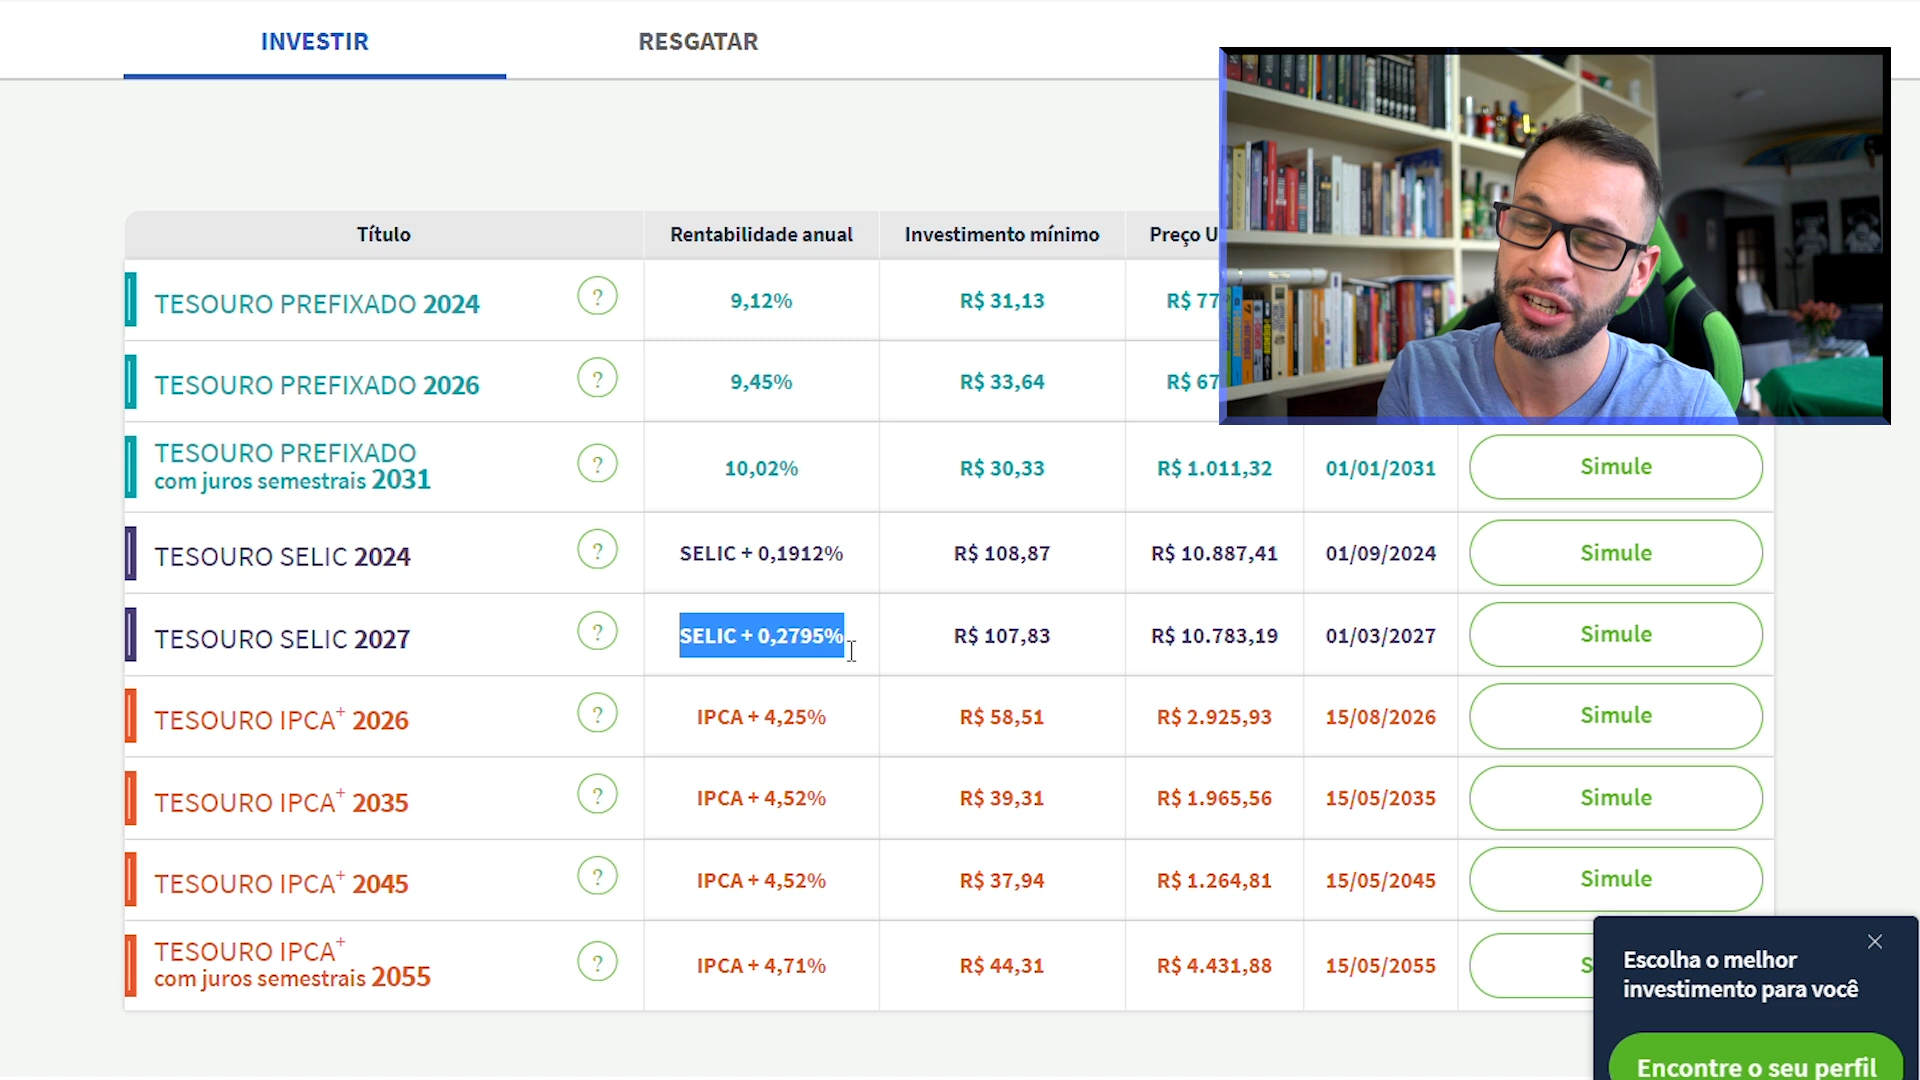 INVESTIR
RESGATAR
Título
Rentabilidade anual
Investimento mínimo
Preço U
TESOURO PREFIXADO 2024
?
9,12%
R$ 31,13
R$ 77
TESOURO PREFIXADO 2026
?
9,45%
R$ 33,64
R$ 67
TESOURO PREFIXADO
com juros semestrais 2031
?
10,02%
R$ 30,33
R$ 1.011,32
01/01/2031
Simule
TESOURO SELIC 2024
?
SELIC + 0,1912%
R$ 108,87
R$ 10.887,41
01/09/2024
Simule
TESOURO SELIC 2027
?
SELIC + 0,2795%
R$ 107,83
R$ 10.783,19
01/03/2027
Simule
TESOURO IPCA+ 2026
?
IPCA + 4,25%
R$ 58,51
R$ 2.925,93
15/08/2026
Simule
TESOURO IPCA+ 2035
?
IPCA + 4,52%
R$ 39,31
R$ 1.965,56
15/05/2035
Simule
TESOURO IPCA+ 2045
?
IPCA + 4,52%
R$ 37,94
R$ 1.264,81
15/05/2045
Simule
TESOURO IPCA+
com juros semestrais 2055
?
IPCA + 4,71%
R$ 44,31
R$ 4.431,88
15/05/2055
S
Escolha o melhor
investimento para você
Encontre o seu perfil